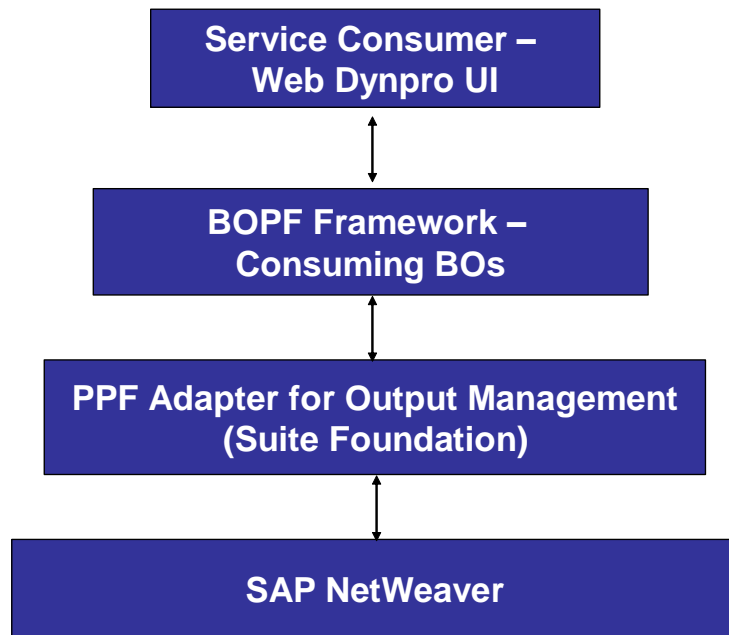 Service Consumer –
Web Dynpro UI
BOPF Framework –
Consuming BOs
PPF Adapter for Output Management
(Suite Foundation)
SAP NetWeaver